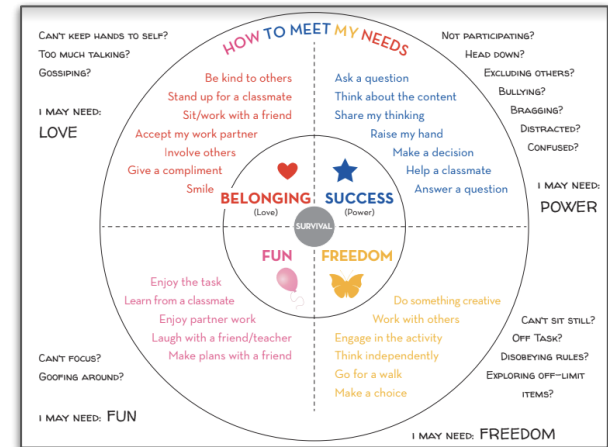 HOW TO MEET MY NEEDS
CAN'T KEEP HANDS TO SELF?
TOO MUCH TALKING?
GOSSIPING?
I MAY NEED:
LOVE
Be kind to others
Stand up for a classmate
Sit/work with a friend
Accept my work partner
Involve others
Give a compliment
Smile
BELONGING
(Love)
Ask a question
Think about the content
Share my thinking
Raise my hand
Make a decision
Help a classmate
Answer a question
SUCCESS
(Power)
NOT PARTICIPATING?
HEAD DOWN?
EXCLUDING OTHERS?
BULLYING?
BRAGGING?
DISTRACTED?
CONFUSED?
I MAY NEED:
POWER
SURVIVAL
FUN
Enjoy the task
Learn from a classmate
Enjoy partner work
Laugh with a friend/teacher
Make plans with a friend
CAN'T FOCUS?
GOOFING AROUND?
I MAY NEED: FUN
FREEDOM
Do something creative
Work with others
Engage in the activity
Think independently
Go for a walk
Make a choice
CAN'T SIT STILL?
OFF TASK?
DISOBEYING RULES?
EXPLORING OFF-LIMIT
ITEMS?
I MAY NEED: FREEDOM